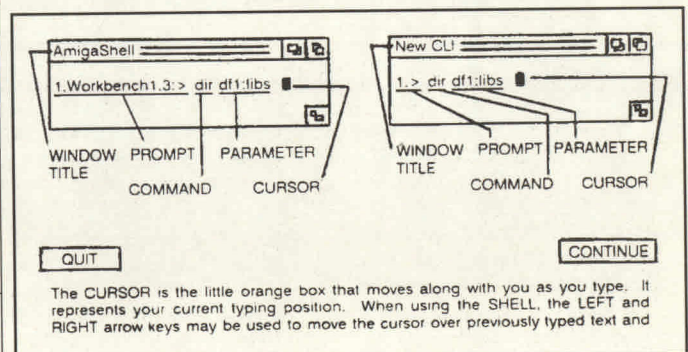 AmigaShell
1.Workbench1.3:> dir df1:libs
WINDOW TITLE
PROMPT
PARAMETER
COMMAND
CURSOR
New CLI
1.> dir df1:libs
WINDOW TITLE
PROMPT
PARAMETER
COMMAND
CURSOR
QUIT
CONTINUE
The CURSOR is the little orange box that moves along with you as you type. It
represents your current typing position. When using the SHELL, the LEFT and
RIGHT arrow keys may be used to move the cursor over previously typed text and